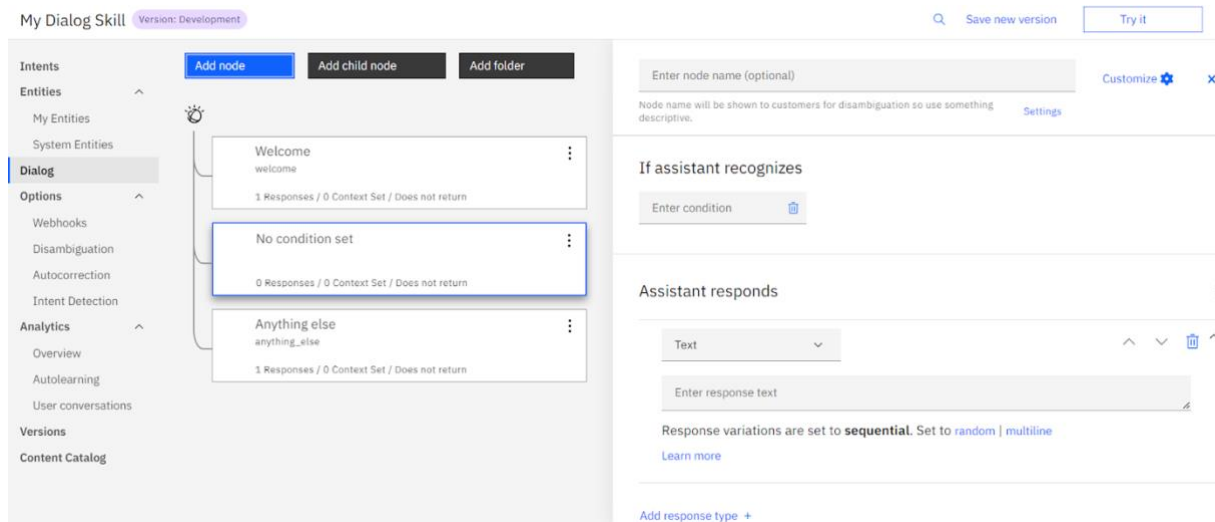 My Dialog Skill Version: Development
Save new version
Try it
Intents
Entities
My Entities
System Entities
Dialog
Options
Webhooks
Disambiguation
Autocorrection
Intent Detection
Analytics
Overview
Autolearning
User conversations
Versions
Content Catalog
Add node
Add child node
Add folder
Welcome
welcome
1 Responses / 0 Context Set / Does not return
No condition set
0 Responses / 0 Context Set / Does not return
Anything else
anything_else
1 Responses / 0 Context Set / Does not return
Enter node name (optional)
Customize
Node name will be shown to customers for disambiguation so use something
descriptive.
Settings
If assistant recognizes
Enter condition
Assistant responds
Text
Enter response text
Response variations are set to sequential. Set to random | multiline
Learn more
Add response type +